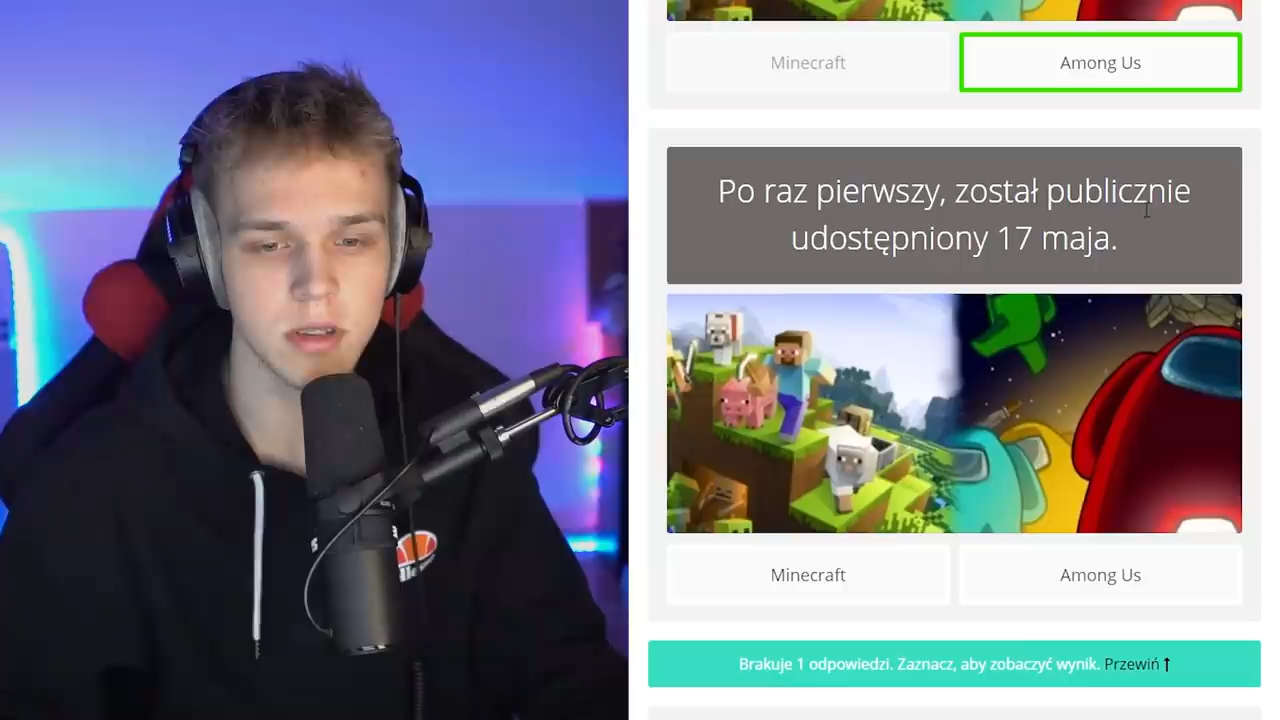 Minecraft
Among Us
Po raz pierwszy, został publicznie
udostępniony 17 maja.
Minecraft
Among Us
Brakuje 1 odpowiedzi. Zaznacz, aby zobaczyć wynik. Przewiń ↑